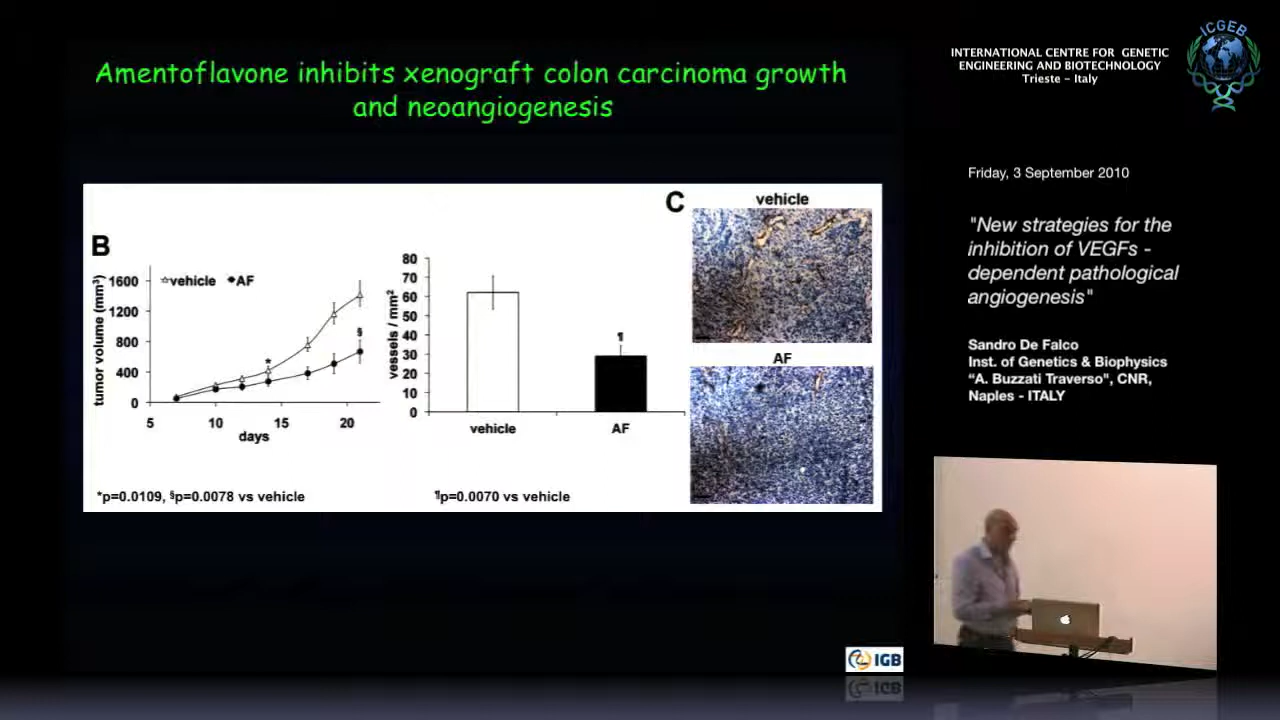 Amentoflavone inhibits xenograft colon carcinoma growth
and neoangiogenesis
B
tumor volume (mm³)
1600
1200
800
400
0
vehicle AF
*
§
5 10 15 20
days
*p=0.0109, §p=0.0078 vs vehicle
vessels / mm²
80
70
60
50
40
30
20
10
0
¶
vehicle AF
¶p=0.0070 vs vehicle
C
vehicle
AF
IGB
INTERNATIONAL CENTRE FOR GENETIC
ENGINEERING AND BIOTECHNOLOGY
Trieste - Italy
ICGEB
Friday, 3 September 2010
"New strategies for the
inhibition of VEGFs -
dependent pathological
angiogenesis"
Sandro De Falco
Inst. of Genetics & Biophysics
“A. Buzzati Traverso", CNR,
Naples - ITALY